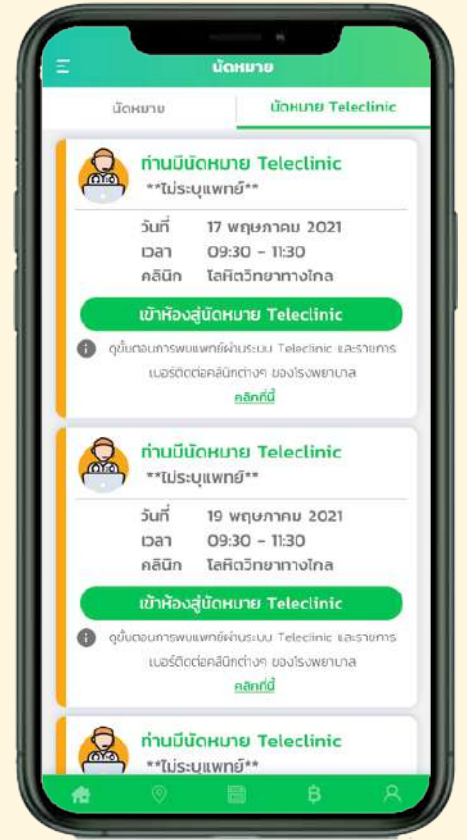 นัดหมาย
นัดหมาย นัดหมาย Teleclinic
ท่านมีนัดหมาย Teleclinic
**ไม่ระบุแพทย์**
วันที่ 17 พฤษภาคม 2021
เวลา 09:30 - 11:30
คลินิก โลหิตวิทยาทางไกล
เข้าห้องสู่นัดหมาย Teleclinic
ดูขั้นตอนการพบแพทย์ผ่านระบบ Teleclinic และรายการ
เบอร์ติดต่อคลินิกต่างๆ ของโรงพยาบาล
คลิกที่นี่
ท่านมีนัดหมาย Teleclinic
**ไม่ระบุแพทย์**
วันที่ 19 พฤษภาคม 2021
เวลา 09:30 - 11:30
คลินิก โลหิตวิทยาทางไกล
เข้าห้องสู่นัดหมาย Teleclinic
ดูขั้นตอนการพบแพทย์ผ่านระบบ Teleclinic และรายการ
เบอร์ติดต่อคลินิกต่างๆ ของโรงพยาบาล
คลิกที่นี่
ท่านมีนัดหมาย Teleclinic
**ไม่ระบุแพทย์**